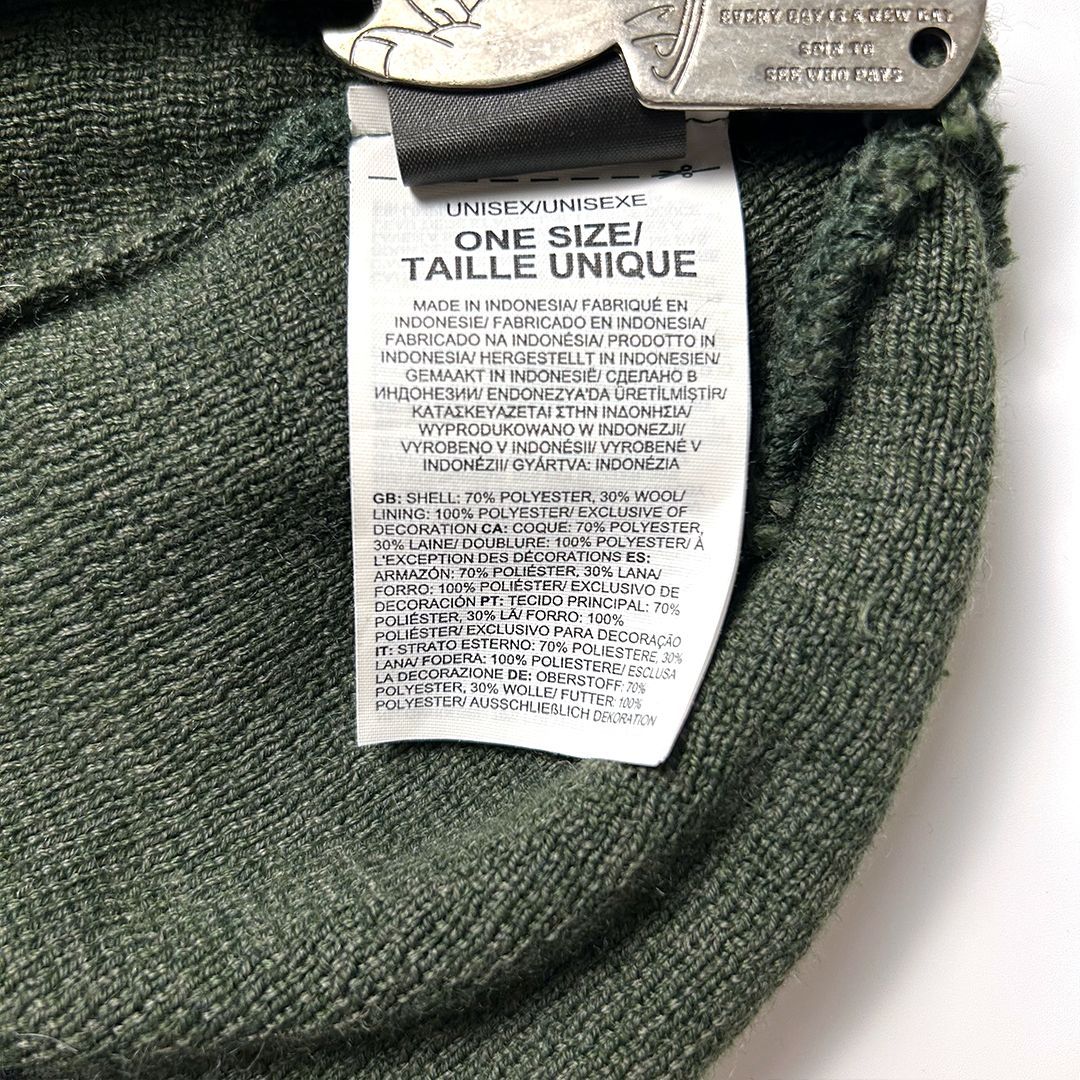 EVERY DAY IS A NEW DAY
SEE WHO PAYS
UNISEX/UNISEXE
ONE SIZE/
TAILLE UNIQUE
MADE IN INDONESIA/ FABRIQUÉ EN
INDONESIE/ FABRICADO EN INDONESIA/
FABRICADO NA INDONÉSIA/ PRODOTTO IN
INDONESIA/ HERGESTELLT IN INDONESIEN/
GEMAAKT IN INDONESIË/ СДЕЛАНО В
ИНДОНЕЗИИ/ ENDONEZYA'DA ÜRETİLMİŞTİR/
ΚΑΤΑΣΚΕΥΑΖΕΤΑΙ ΣΤΗΝ ΙΝΔΟΝΗΣΙΑ/
WYPRODUKOWANO W INDONEZJI/
VYROBENO V INDONÉSII/ VYROBENÉ V
INDONÉZII/ GYÁRTVA: INDONÉZIA
GB: SHELL: 70% POLYESTER, 30% WOOL/
LINING: 100% POLYESTER/ EXCLUSIVE OF
DECORATION CA: COQUE: 70% POLYESTER,
30% LAINE/ DOUBLURE: 100% POLYESTER/ À
L'EXCEPTION DES DÉCORATIONS ES:
ARMAZÓN: 70% POLIÉSTER, 30% LANA/
FORRO: 100% POLIÉSTER/ EXCLUSIVO DE
DECORACIÓN PT: TECIDO PRINCIPAL: 70%
POLIÉSTER, 30% LÃ/ FORRO: 100%
POLIÉSTER/ EXCLUSIVO PARA DECORAÇÃO
IT: STRATO ESTERNO: 70% POLIESTERE, 30%
LANA/ FODERA: 100% POLIESTERE/ ESCLUSA
LA DECORAZIONE DE: OBERSTOFF: 70%
POLYESTER, 30% WOLLE/ FUTTER: 100%
POLYESTER/ AUSSCHLIEßLICH DEKORATION